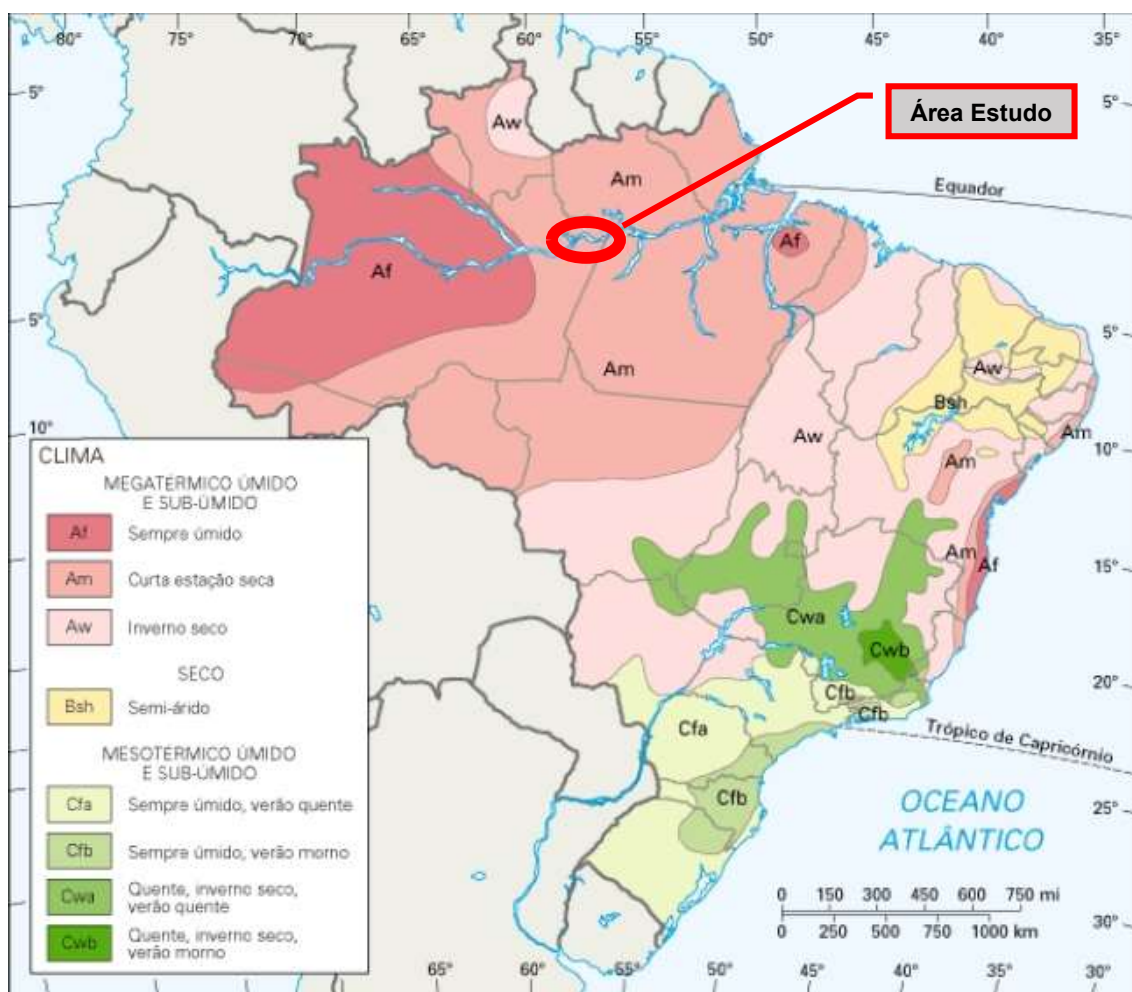 80°
75°
70°
65°
60°
55°
50°
45°
40°
35°
5°
5°
Área Estudo
Aw
Am
Equador
Af
Af
5°
5°
Am
Aw
Bsh
Aw
Am
10°
10°
Am
CLIMA
MEGATÉRMICO ÚMIDO
E SUB-ÚMIDO
Af Sempre úmido
Am Curta estação seca
Aw Inverno seco
SECO
Bsh Semi-árido
MESOTÉRMICO ÚMIDO
E SUB-ÚMIDO
Cfa Sempre úmido, verão quente
Cfb Sempre úmido, verão morno
Cwa Quente, inverno seco,
verão quente
Cwb Quente, inverno seco,
verão morno
Am
Af
15°
Cwa
Cwb
20°
Cfb
Cfb
Cfa
Trópico de Capricórnio
Cfb
25°
OCEANO
ATLÂNTICO
0 150 300 450 600 750 mi
0 250 500 750 1000 km
30°
65°
60°
55°
50°
45°
40°